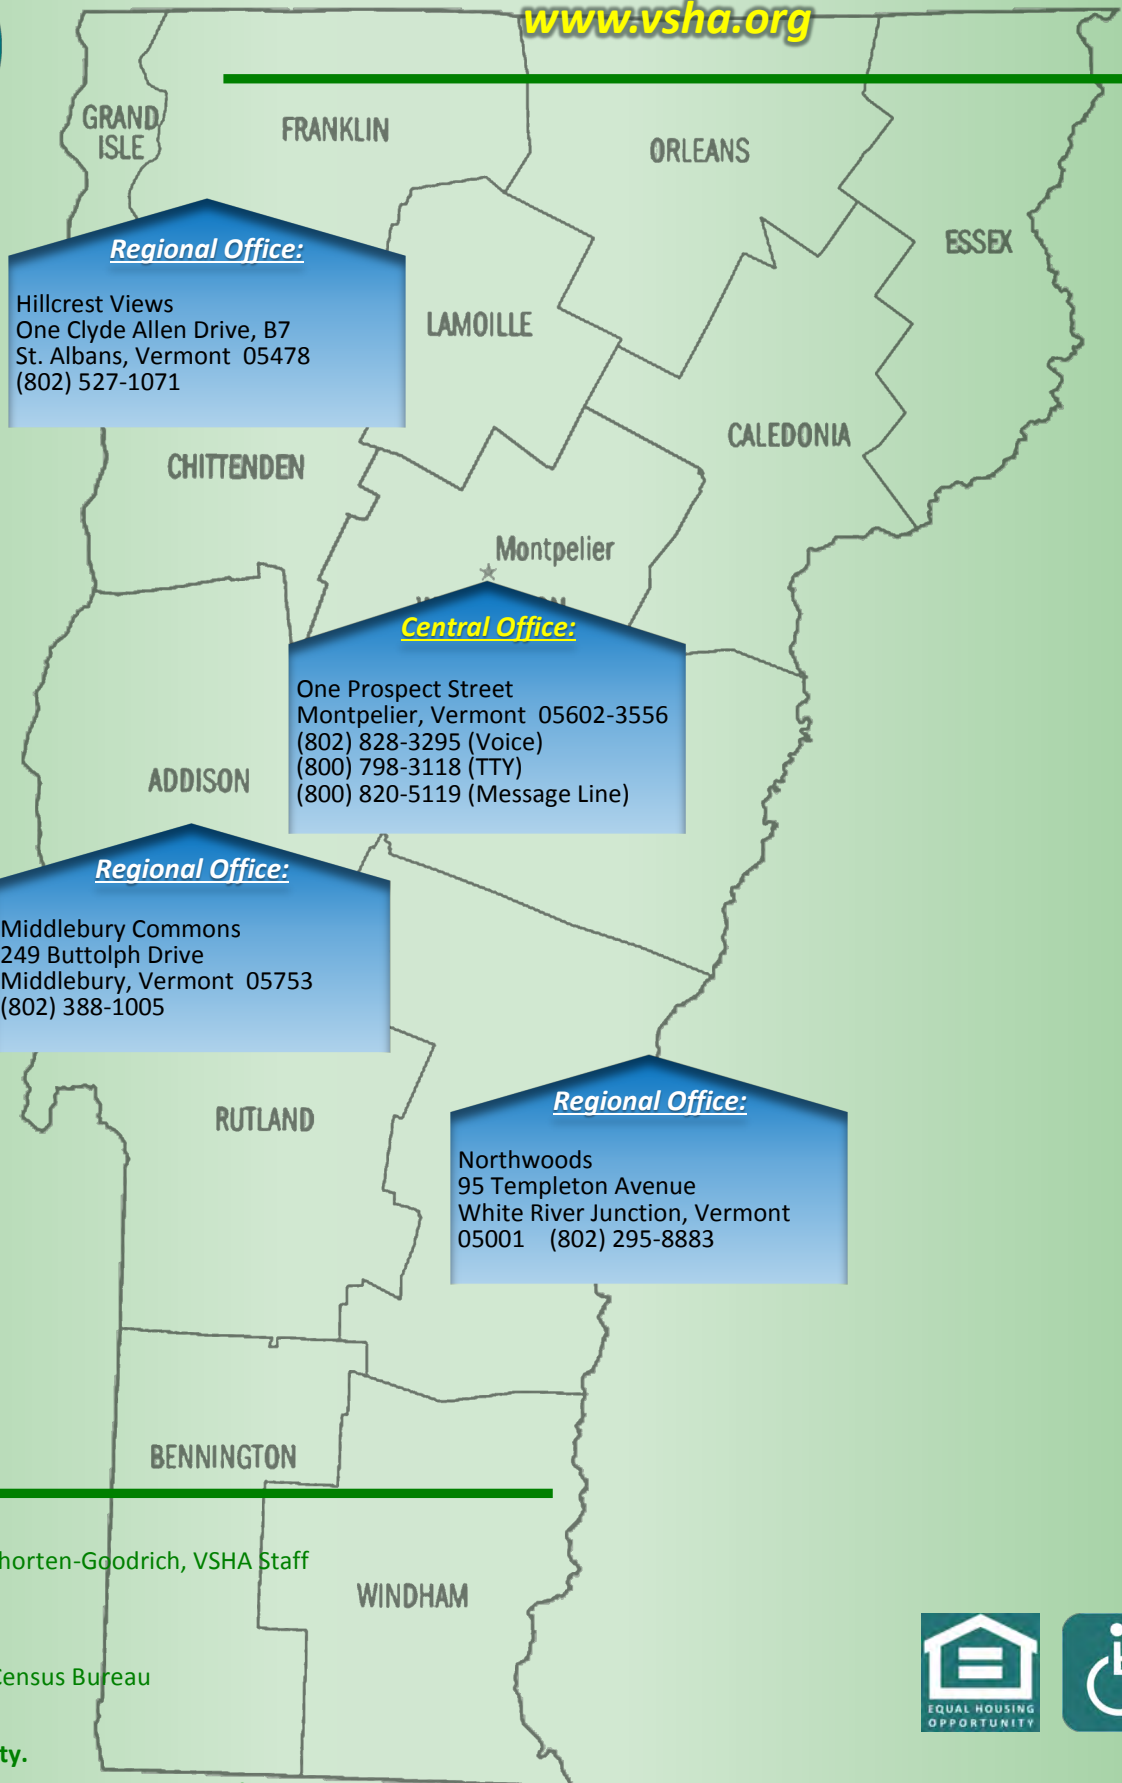 www.vsha.org
GRAND
ISLE
FRANKLIN
ORLEANS
ESSEX
Regional Office:
Hillcrest Views
One Clyde Allen Drive, B7
St. Albans, Vermont 05478
(802) 527-1071
LAMOILLE
CALEDONIA
CHITTENDEN
Montpelier
Central Office:
One Prospect Street
Montpelier, Vermont 05602-3556
(802) 828-3295 (Voice)
(800) 798-3118 (TTY)
(800) 820-5119 (Message Line)
ADDISON
Regional Office:
Middlebury Commons
249 Buttolph Drive
Middlebury, Vermont 05753
(802) 388-1005
Regional Office:
Northwoods
95 Templeton Avenue
White River Junction, Vermont
05001 (802) 295-8883
RUTLAND
BENNINGTON
horten-Goodrich, VSHA Staff
WINDHAM
Census Bureau
ty.
EQUAL HOUSING
OPPORTUNITY